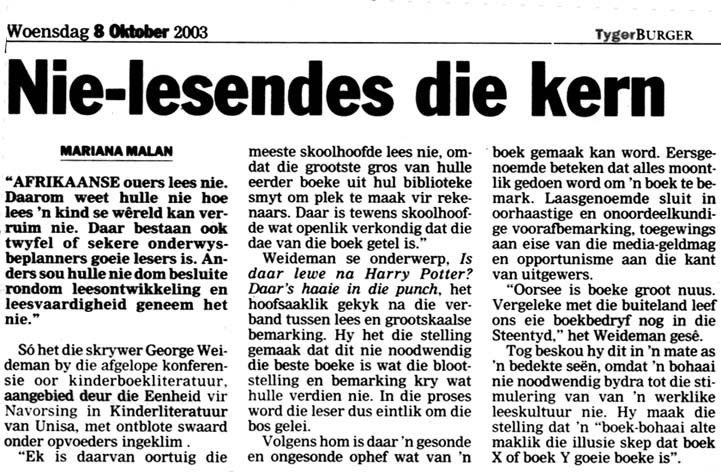 Woensdag 8 Oktober 2003
TygerBURGER
Nie-lesendes die kern
MARIANA MALAN
"AFRIKAANSE ouers lees nie.
Daarom weet hulle nie hoe
lees 'n kind se wêreld kan ver-
ruim nie. Daar bestaan ook
twyfel of sekere onderwys-
beplanners goeie lesers is. An-
ders sou hulle nie dom besluite
rondom leesontwikkeling en
leesvaardigheid geneem het
nie."
Só het die skrywer George Wei-
deman by die afgelope konferen-
sie oor kinderboekliteratuur,
aangebied deur die Eenheid vir
Navorsing in Kinderliteratuur
van Unisa, met ontblote swaard
onder opvoeders ingeklim .
"Ek is daarvan oortuig die
meeste skoolhoofde lees nie, om-
dat die grootste gros van hulle
eerder boeke uit hul biblioteke
smyt om plek te maak vir reke-
naars. Daar is tewens skoolhoof-
de wat openlik verkondig dat die
dae van die boek getel is."
Weideman se onderwerp, Is
daar lewe na Harry Potter?
Daar's haaie in die punch, het
hoofsaaklik gekyk na die ver-
band tussen lees en grootskaalse
bemarking. Hy het die stelling
gemaak dat dit nie noodwendig
die beste boeke is wat die bloot-
stelling en bemarking kry wat
hulle verdien nie. In die proses
word die leser dus eintlik om die
bos gelei.
Volgens hom is daar 'n gesonde
en ongesonde ophef wat van 'n
boek gemaak kan word. Eersge-
noemde beteken dat alles moont-
lik gedoen word om 'n boek te be-
mark. Laasgenoemde sluit in
oorhaastige en onoordeelkundi-
ge voorafbemarking, toegewings
aan eise van die media-geldmag
en opportunisme aan die kant
van uitgewers.
"Oorsee is boeke groot nuus.
Vergeleke met die buiteland leef
ons eie boekbedryf nog in die
Steentyd," het Weideman gesê.
Tog beskou hy dit in 'n mate as
'n bedekte seën, omdat 'n bohaai
nie noodwendig bydra tot die sti-
mulering van van 'n werklike
leeskultuur nie. Hy maak die
stelling dat 'n "boek-bohaai alte
maklik die illusie skep dat boek
X of boek Y goeie boeke is".